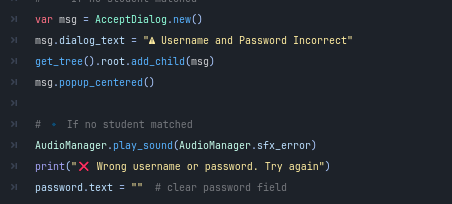 var msg = AcceptDialog.new()
msg.dialog_text = "⚠ Username and Password Incorrect"
get_tree().root.add_child(msg)
msg.popup_centered()
# 🔹 If no student matched
AudioManager.play_sound(AudioManager.sfx_error)
print("❌ Wrong username or password. Try again")
password.text = "" # clear password field